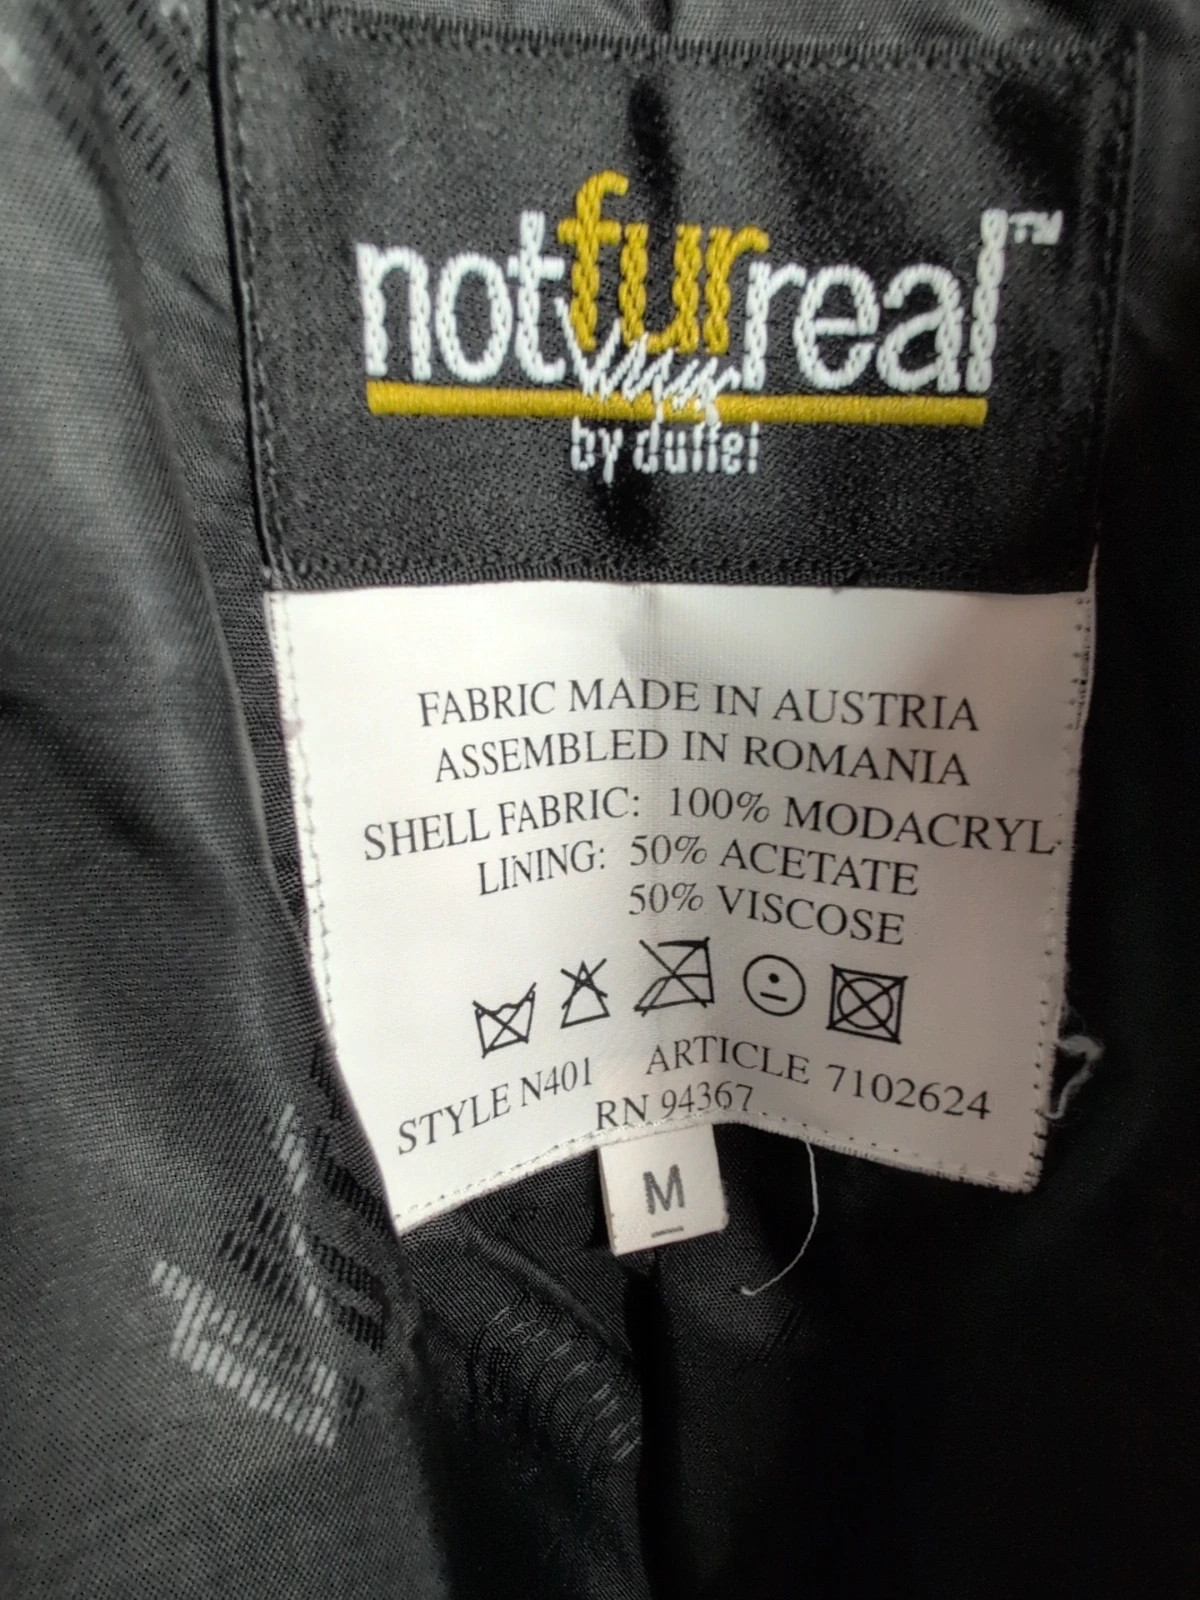 notfurreal™
by duffel
FABRIC MADE IN AUSTRIA
ASSEMBLED IN ROMANIA
SHELL FABRIC: 100% MODACRYL
LINING: 50% ACETATE
50% VISCOSE
STYLE N401 ARTICLE 7102624
RN 94367
M